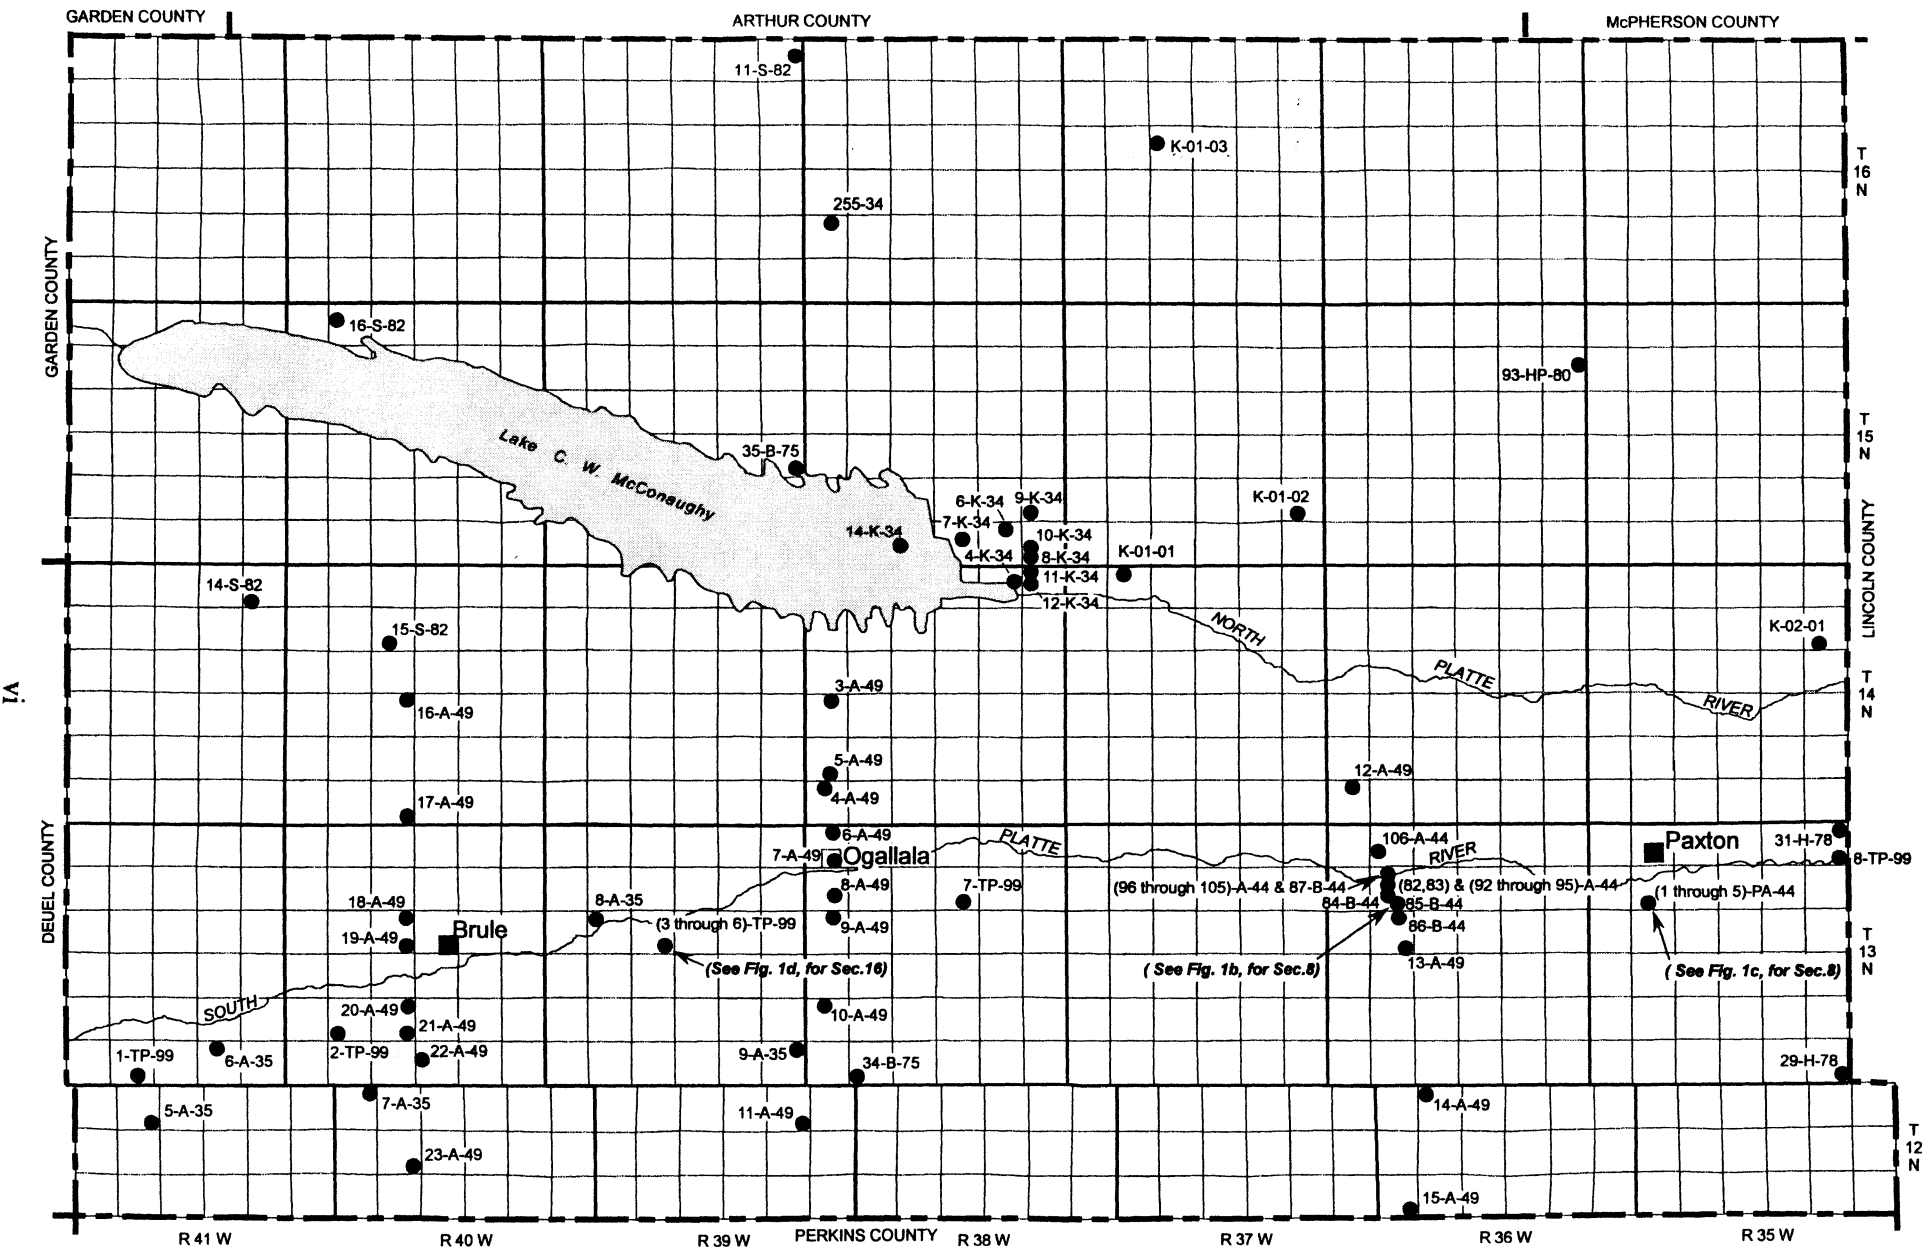 GARDEN COUNTY
ARTHUR COUNTY
McPHERSON COUNTY
11-S-82
K-01-03
T
16
N
255-34
GARDEN COUNTY
16-S-82
93-HP-80
T
15
N
Lake C. W. McConaughy
35-B-75
6-K-34
9-K-34
K-01-02
7-K-34
14-K-34
10-K-34
4-K-34
8-K-34
K-01-01
11-K-34
12-K-34
LINCOLN COUNTY
14-S-82
15-S-82
NORTH
PLATTE
RIVER
K-02-01
T
14
N
vi
3-A-49
16-A-49
5-A-49
4-A-49
12-A-49
17-A-49
6-A-49
PLATTE
106-A-44
RIVER
Paxton
31-H-78
7-A-49
Ogallala
8-TP-99
DEUEL COUNTY
8-A-49
7-TP-99
(96 through 105)-A-44 & 87-B-44
(82,83) & (92 through 95)-A-44
(1 through 5)-PA-44
18-A-49
8-A-35
84-B-44
85-B-44
(3 through 6)-TP-99
9-A-49
86-B-44
19-A-49
Brule
(See Fig. 1d, for Sec.16)
( See Fig. 1b, for Sec.8)
13-A-49
( See Fig. 1c, for Sec.8)
T
13
N
SOUTH
20-A-49
10-A-49
21-A-49
1-TP-99
6-A-35
2-TP-99
22-A-49
9-A-35
34-B-75
29-H-78
5-A-35
7-A-35
11-A-49
14-A-49
T
12
N
23-A-49
15-A-49
R 41 W
R 40 W
R 39 W
PERKINS COUNTY
R 38 W
R 37 W
R 36 W
R 35 W